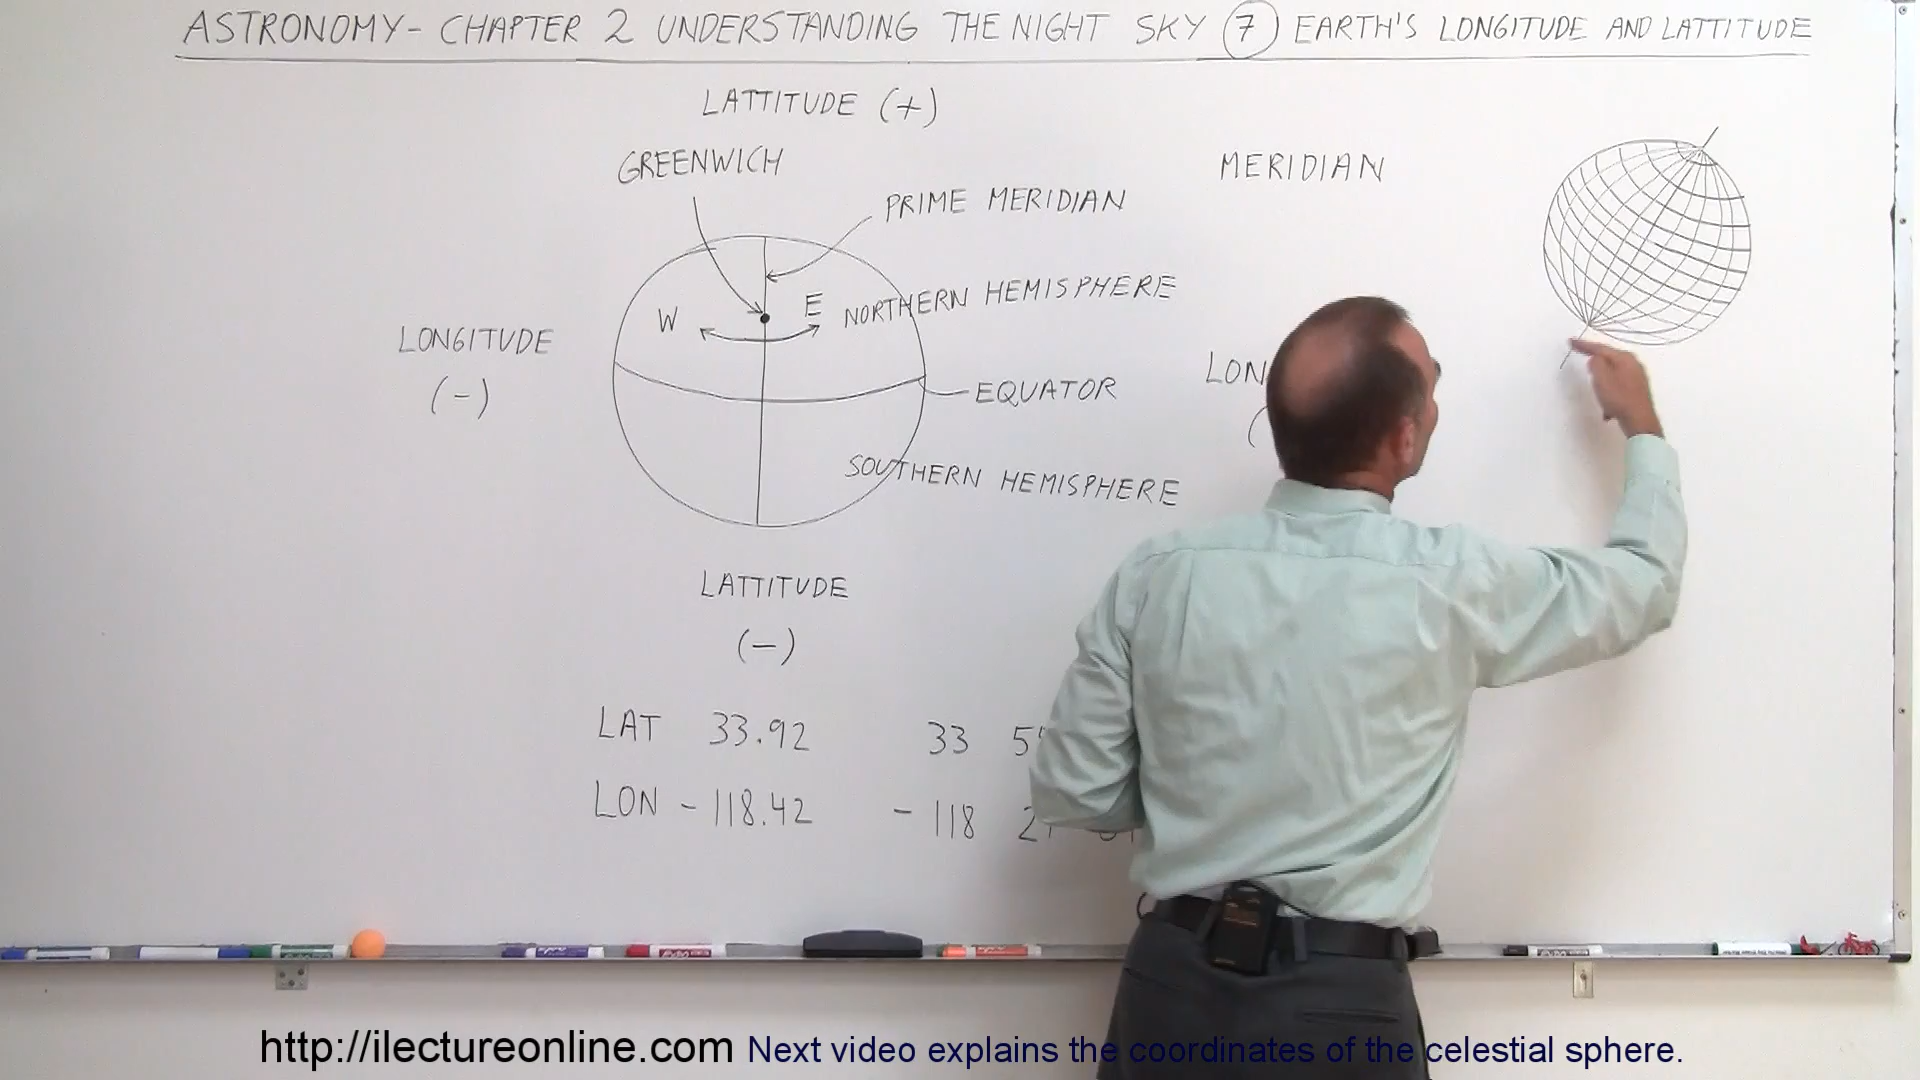 ASTRONOMY - CHAPTER 2 UNDERSTANDING THE NIGHT SKY 7 EARTH'S LONGITUDE AND LATTITUDE
LATTITUDE (+)
GREENWICH
MERIDIAN
PRIME MERIDIAN
W E NORTHERN HEMISPHERE
LONGITUDE
(-)
EQUATOR
SOUTHERN HEMISPHERE
LATTITUDE
(-)
LAT 33.92 33
LON -118.42 -118
http://ilectureonline.com Next video explains the coordinates of the celestial sphere.